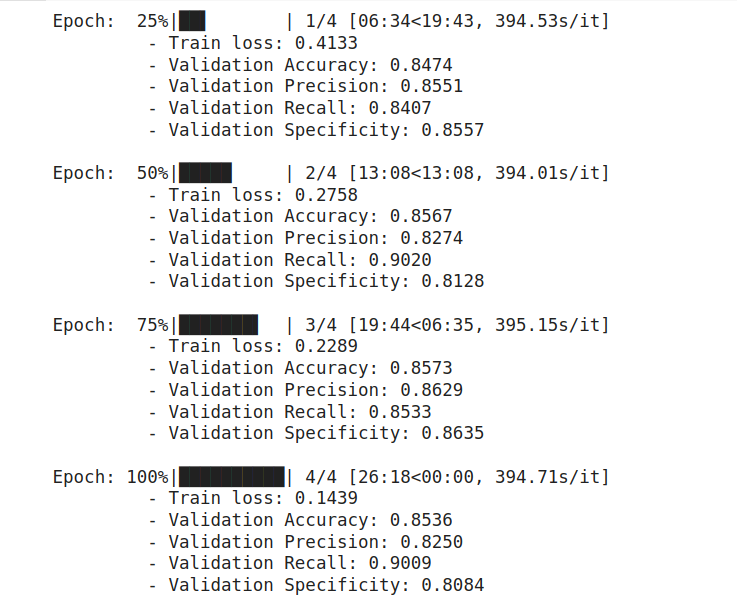 Epoch:  25%|██▌       | 1/4 [06:34<19:43, 394.53s/it]
- Train loss: 0.4133
- Validation Accuracy: 0.8474
- Validation Precision: 0.8551
- Validation Recall: 0.8407
- Validation Specificity: 0.8557
Epoch:  50%|█████     | 2/4 [13:08<13:08, 394.01s/it]
- Train loss: 0.2758
- Validation Accuracy: 0.8567
- Validation Precision: 0.8274
- Validation Recall: 0.9020
- Validation Specificity: 0.8128
Epoch:  75%|███████▌  | 3/4 [19:44<06:35, 395.15s/it]
- Train loss: 0.2289
- Validation Accuracy: 0.8573
- Validation Precision: 0.8629
- Validation Recall: 0.8533
- Validation Specificity: 0.8635
Epoch: 100%|██████████| 4/4 [26:18<00:00, 394.71s/it]
- Train loss: 0.1439
- Validation Accuracy: 0.8536
- Validation Precision: 0.8250
- Validation Recall: 0.9009
- Validation Specificity: 0.8084